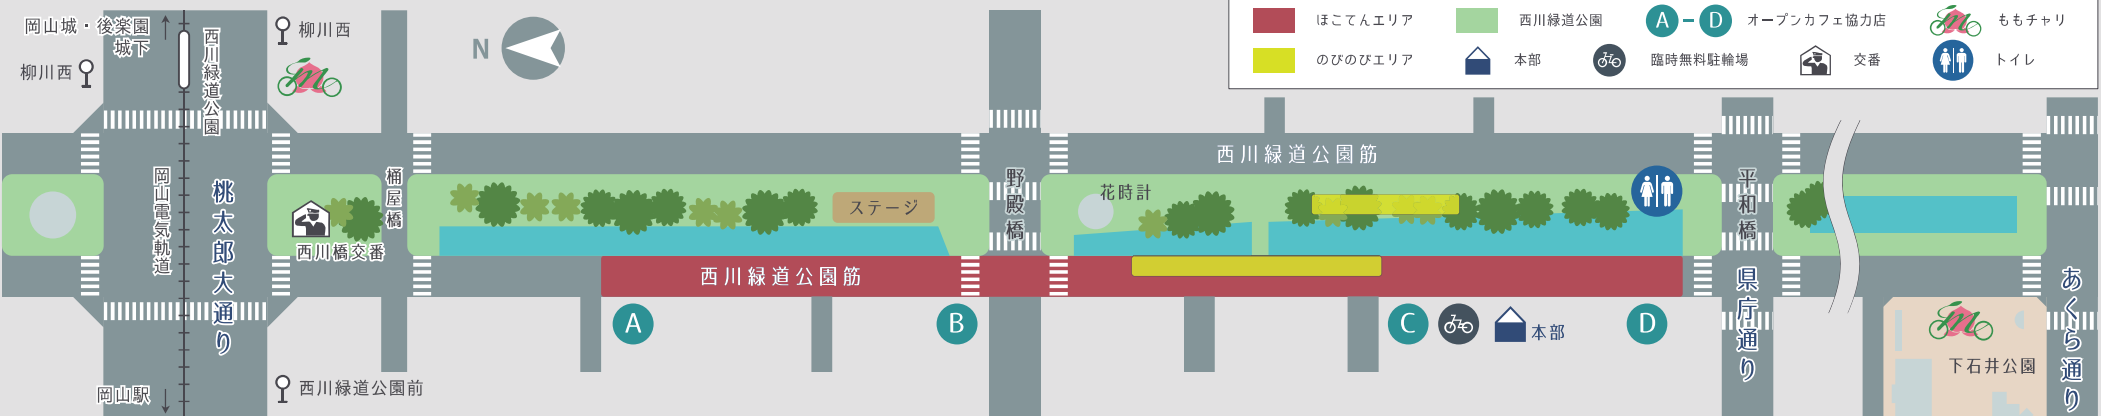 岡山城・後楽園
城下
柳川西
西川緑道公園
柳川西
N
ほこてんエリア
西川緑道公園
A
D
オープンカフェ協力店
ももチャリ
のびのびエリア
本部
臨時無料駐輪場
交番
トイレ
岡山電気軌道
桃太郎大通り
西川橋交番
桶屋橋
ステージ
野殿橋
花時計
西川緑道公園筋
平和橋
西川緑道公園筋
県庁通り
あくら通り
A
B
C
本部
D
下石井公園
岡山駅
西川緑道公園前